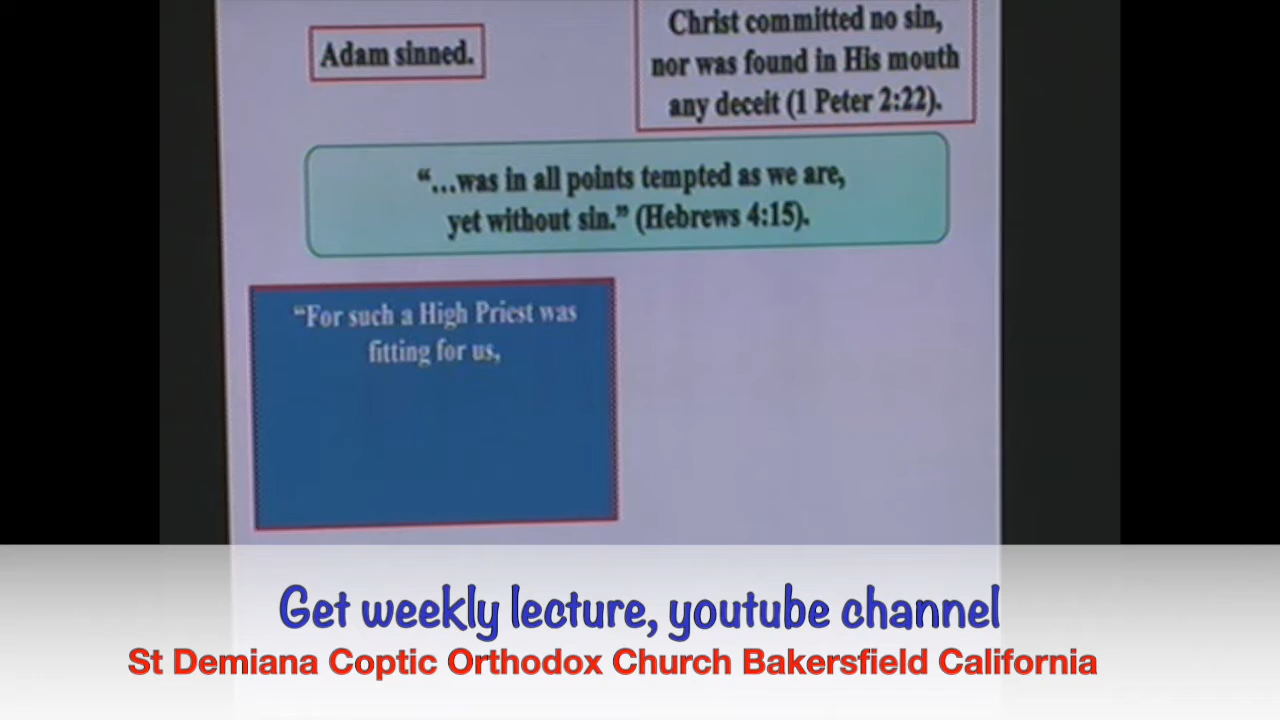 Adam sinned.
Christ committed no sin,
nor was found in His mouth
any deceit (1 Peter 2:22).
“...was in all points tempted as we are,
yet without sin.” (Hebrews 4:15).
“For such a High Priest was
fitting for us,
Get weekly lecture, youtube channel
St Demiana Coptic Orthodox Church Bakersfield California